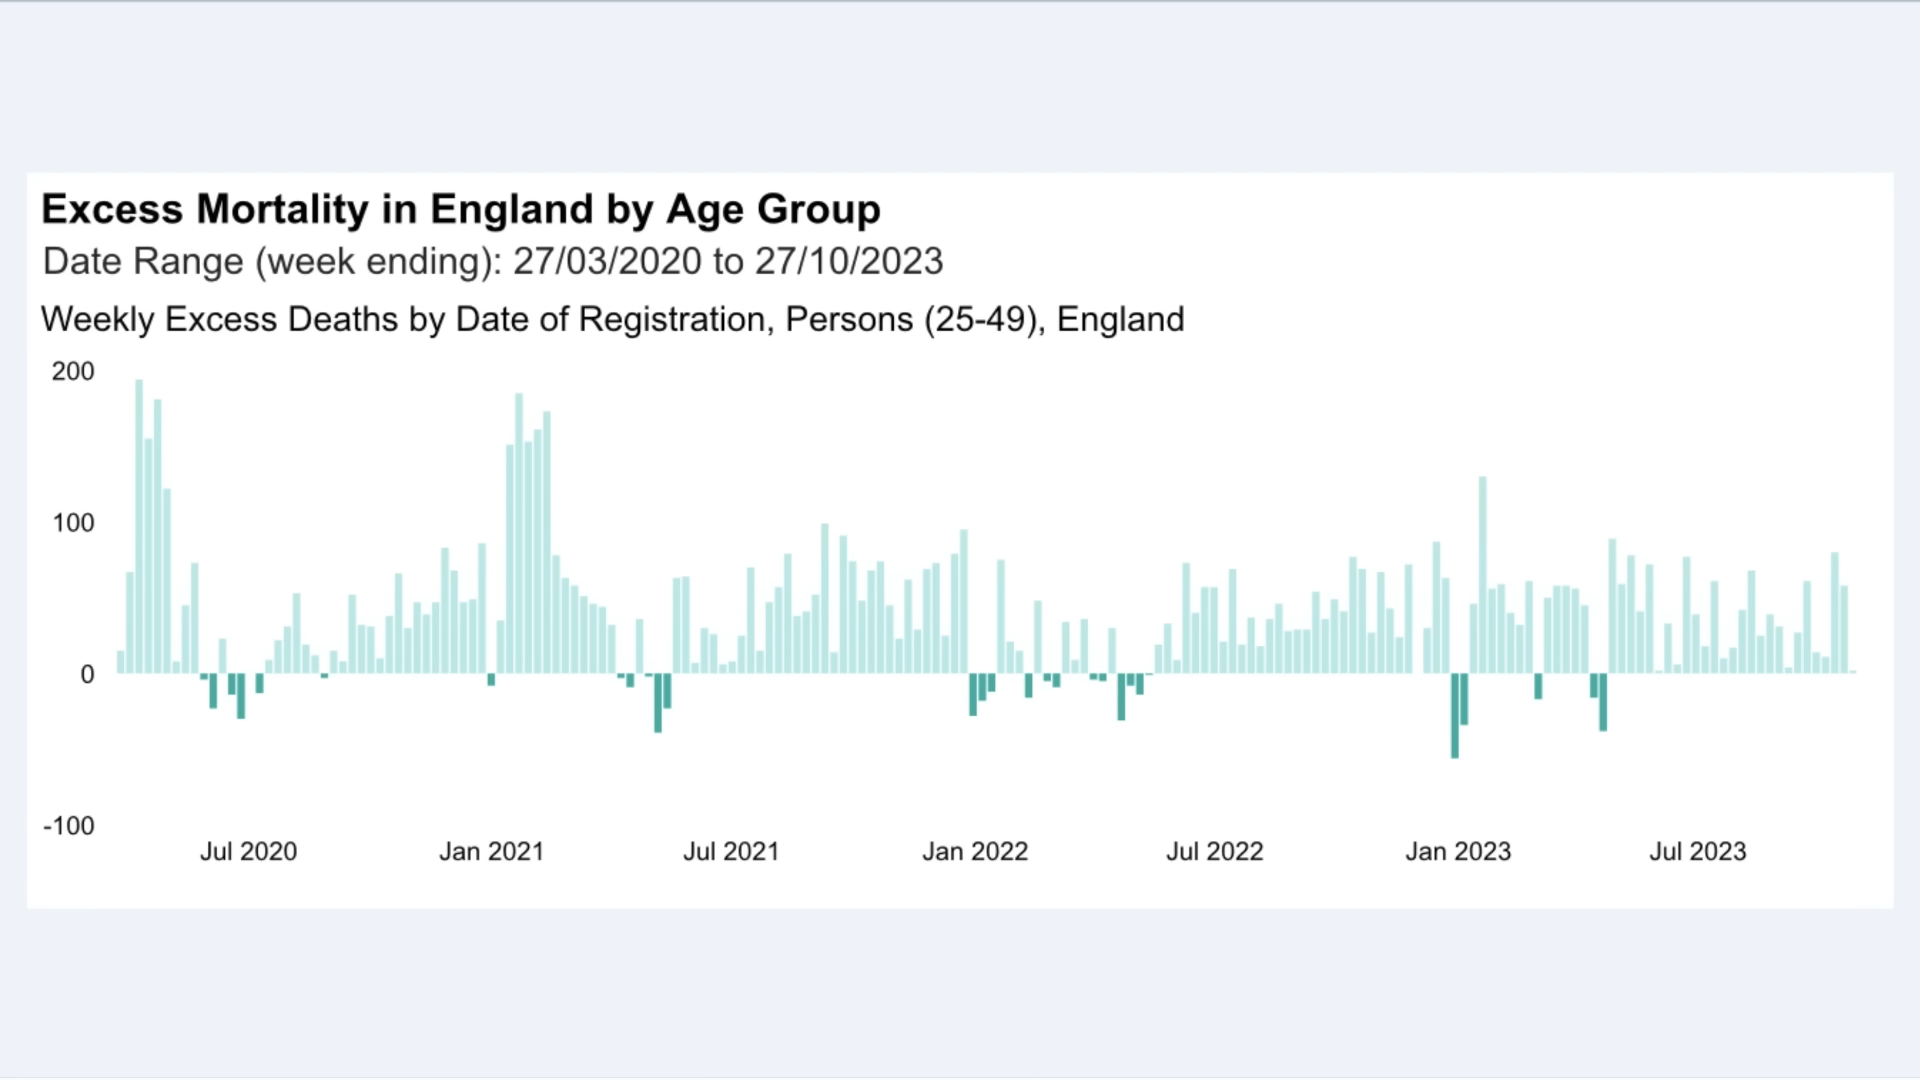 Excess Mortality in England by Age Group
Date Range (week ending): 27/03/2020 to 27/10/2023
Weekly Excess Deaths by Date of Registration, Persons (25-49), England
200
100
0
-100
Jul 2020 Jan 2021 Jul 2021 Jan 2022 Jul 2022 Jan 2023 Jul 2023